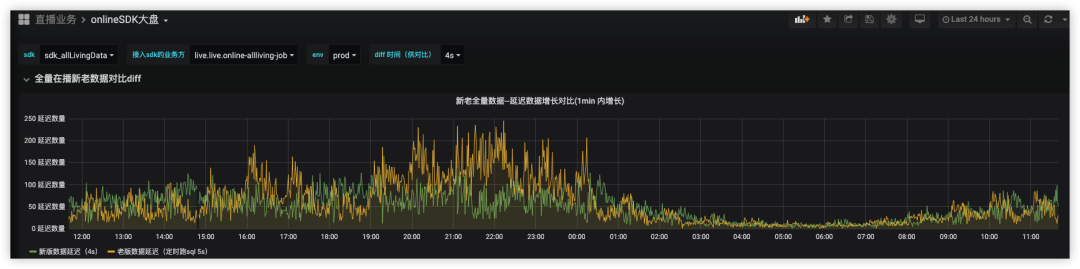 直播业务 > onlineSDK大盘
Last 24 hours
sdk sdk_allLivingData 接入sdk的业务方 live.live.online-allliving-job env prod diff 时间（倍对比） 4s
全量在播新老数据对比diff
新老全量数据--延迟数据增长对比(1min 内增长)
250 延迟数量
200 延迟数量
150 延迟数量
100 延迟数量
50 延迟数量
0 延迟数量
12:00 13:00 14:00 15:00 16:00 17:00 18:00 19:00 20:00 21:00 22:00 23:00 00:00 01:00 02:00 03:00 04:00 05:00 06:00 07:00 08:00 09:00 10:00 11:00
新版数据延迟（4s） 老版数据延迟（定时跑sql 5s）